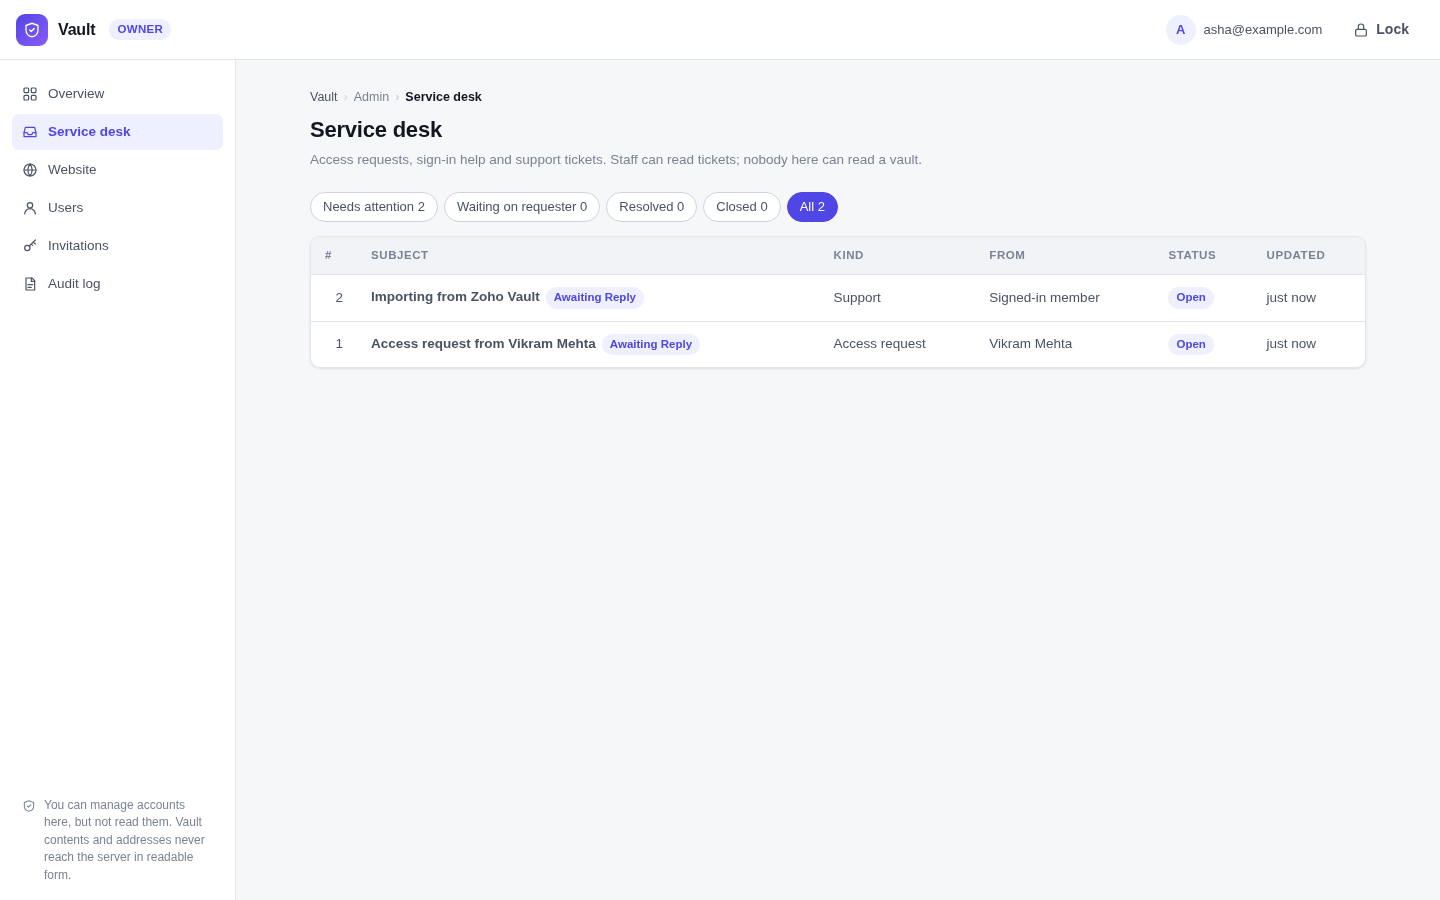 Vault OWNER
A asha@example.com Lock
Overview
Service desk
Website
Users
Invitations
Audit log
You can manage accounts
here, but not read them. Vault
contents and addresses never
reach the server in readable
form.
Vault › Admin › Service desk
Service desk
Access requests, sign-in help and support tickets. Staff can read tickets; nobody here can read a vault.
Needs attention 2 Waiting on requester 0 Resolved 0 Closed 0 All 2
# SUBJECT KIND FROM STATUS UPDATED
2 Importing from Zoho Vault Awaiting Reply Support Signed-in member Open just now
1 Access request from Vikram Mehta Awaiting Reply Access request Vikram Mehta Open just now